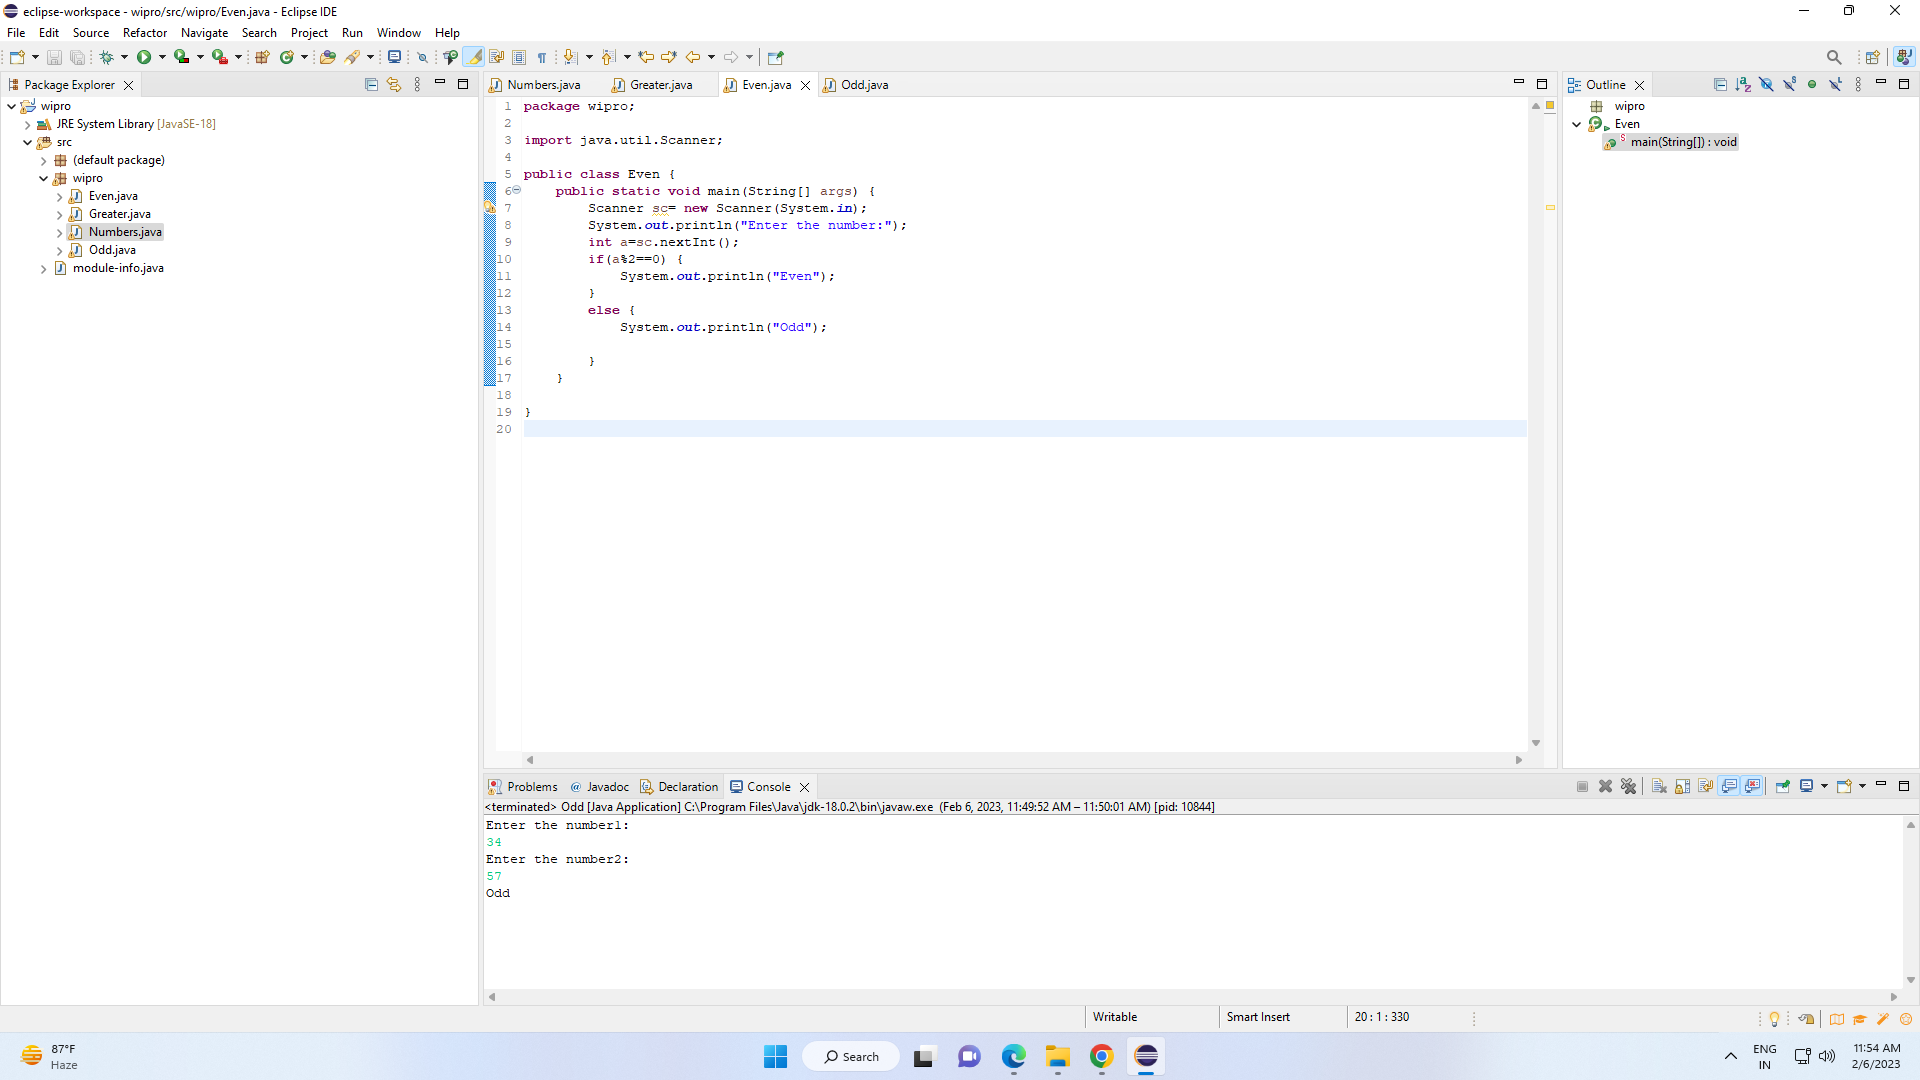 eclipse-workspace - wipro/src/wipro/Even.java - Eclipse IDE
File Edit Source Refactor Navigate Search Project Run Window Help
Package Explorer
wipro
JRE System Library [JavaSE-18]
src
(default package)
wipro
Even.java
Greater.java
Numbers.java
Odd.java
module-info.java
Numbers.java Greater.java Even.java Odd.java
1 package wipro;
2
3 import java.util.Scanner;
4
5 public class Even {
6 public static void main(String[] args) {
7 Scanner sc= new Scanner(System.in);
8 System.out.println("Enter the number:");
9 int a=sc.nextInt();
10 if(a%2==0) {
11 System.out.println("Even");
12 }
13 else {
14 System.out.println("Odd");
15
16 }
17 }
18
19 }
20
Outline
wipro
Even
main(String[]) : void
Problems @ Javadoc Declaration Console
<terminated> Odd [Java Application] C:\Program Files\Java\jdk-18.0.2\bin\javaw.exe (Feb 6, 2023, 11:49:52 AM – 11:50:01 AM) [pid: 10844]
Enter the number1:
34
Enter the number2:
57
Odd
Writable Smart Insert 20 : 1 : 330
87°F
Haze
Search
ENG
IN
11:54 AM
2/6/2023